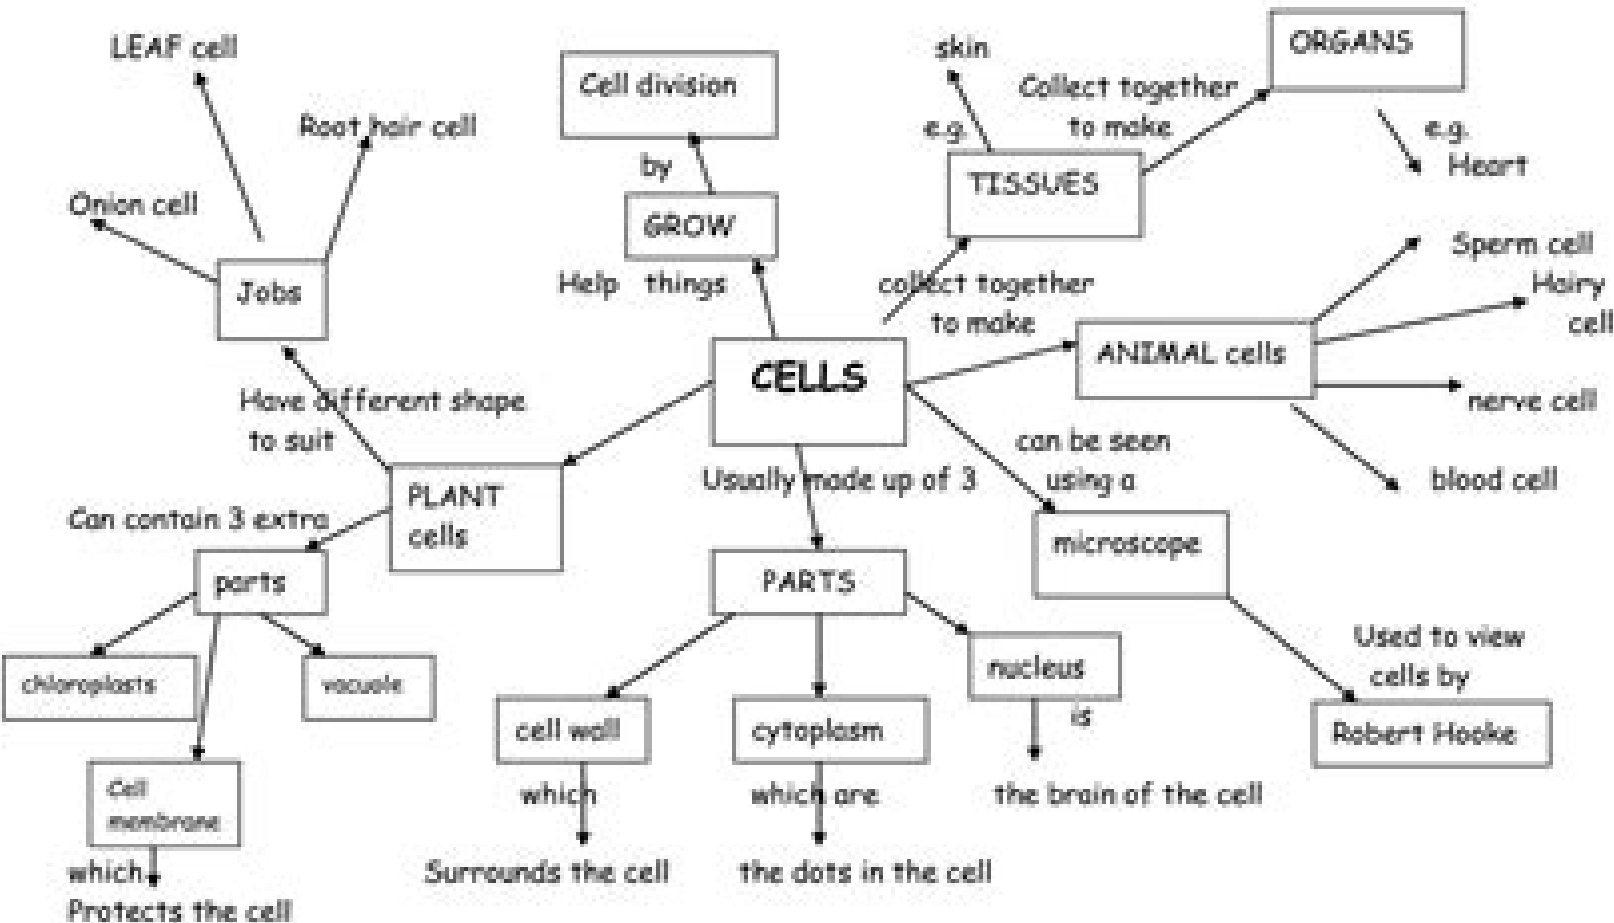 LEAF cell
skin
ORGANS
Cell division
Collect together
to make
Root hair cell
e.g.
e.g.
by
Heart
TISSUES
Onion cell
GROW
Sperm cell
Help things
collect together
to make
Hairy
cell
Jobs
ANIMAL cells
CELLS
Have different shape
to suit
nerve cell
can be seen
using a
Usually made up of 3
blood cell
PLANT
cells
Can contain 3 extra
microscope
parts
PARTS
Used to view
cells by
nucleus
chloroplasts
vacuole
is
cell wall
cytoplasm
Robert Hooke
Cell
membrane
which
which are
the brain of the cell
which
Surrounds the cell
the dots in the cell
Protects the cell